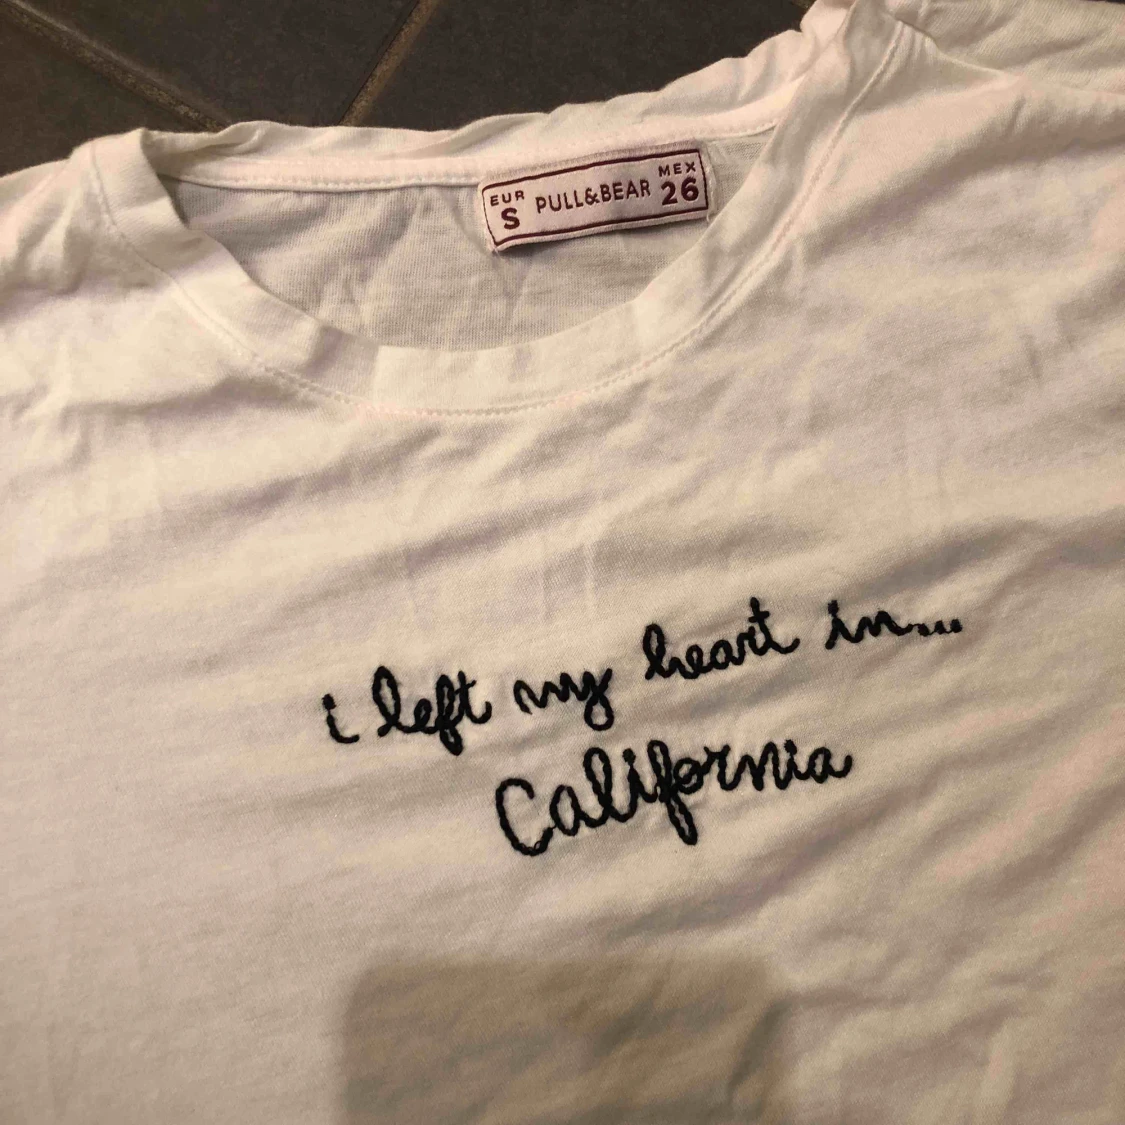 EUR S PULL&BEAR MEX 26
i left my heart in...
California